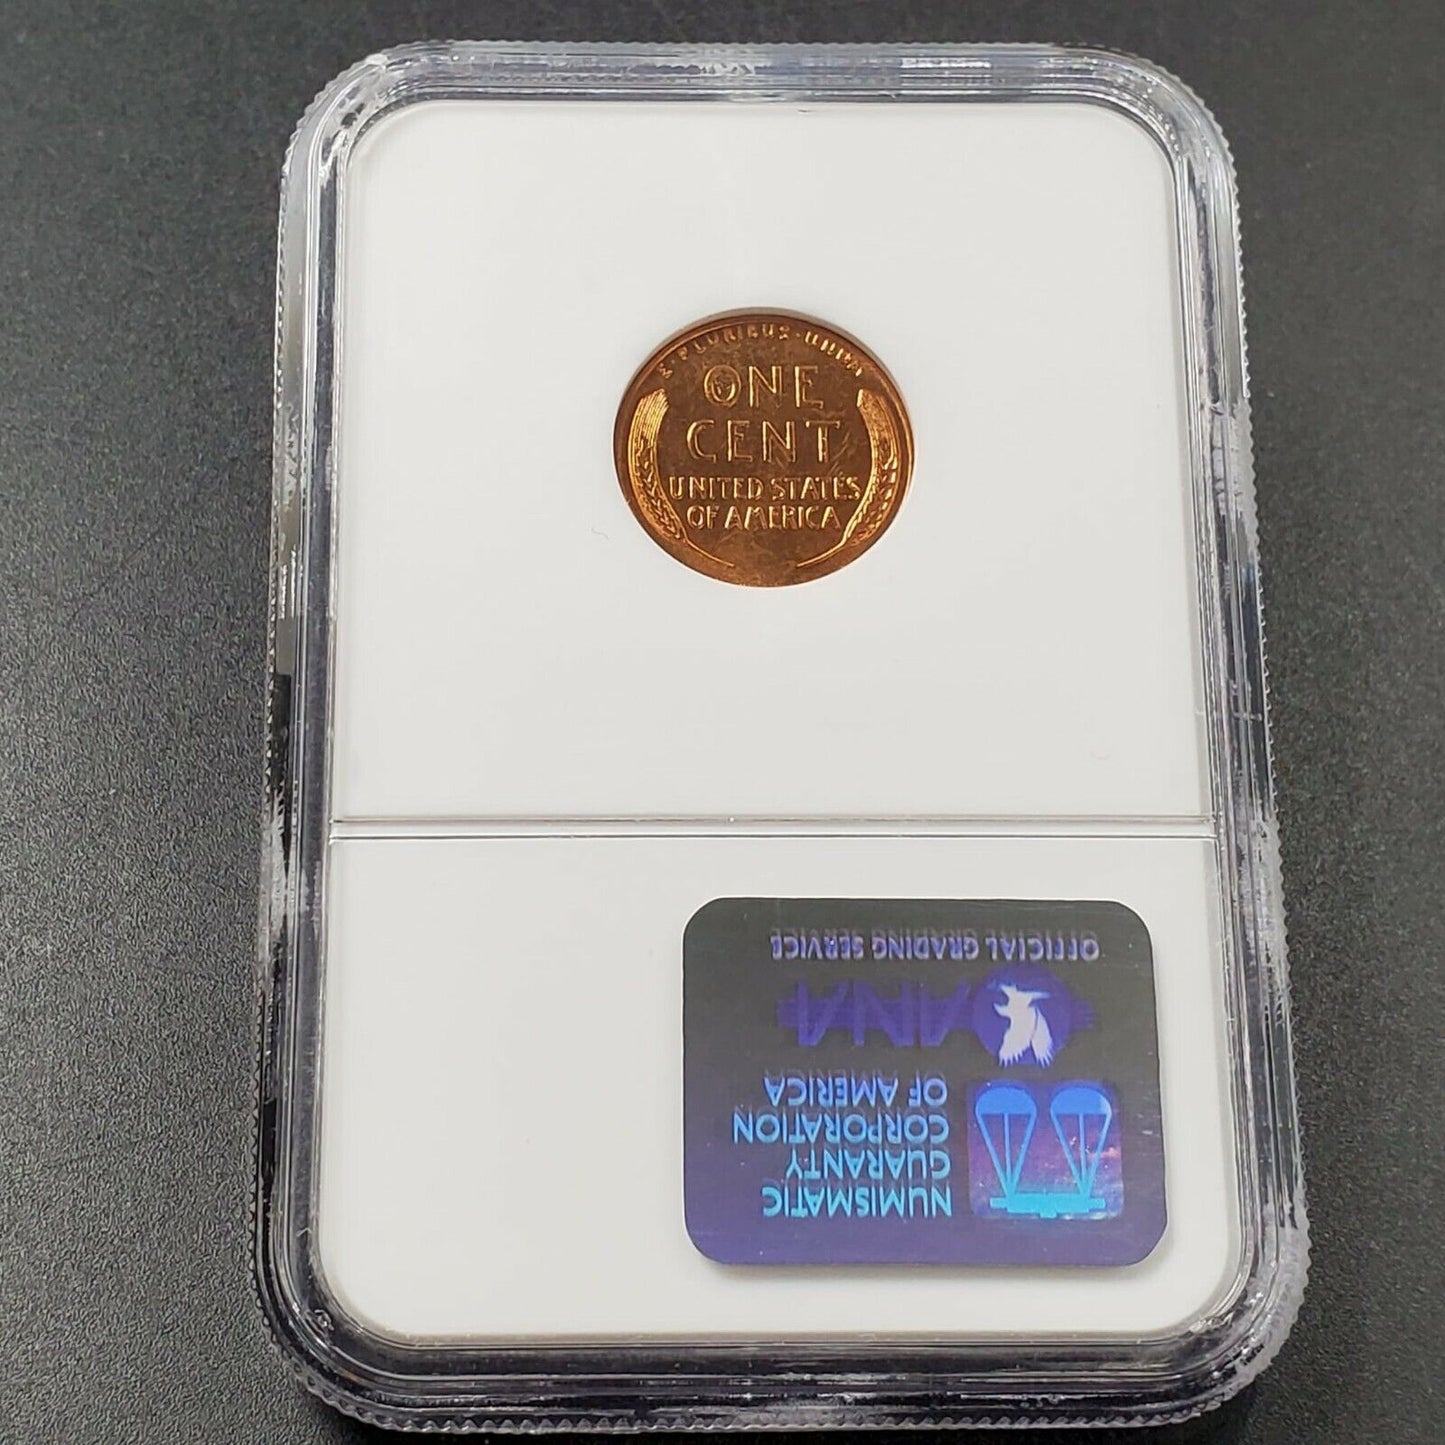 E · PLURIBUS · UNUM
ONE
CENT
UNITED STATES
OF AMERICA
NUMISMATIC
GUARANTY
CORPORATION
OF AMERICA
ANA
OFFICIAL GRADING SERVICE